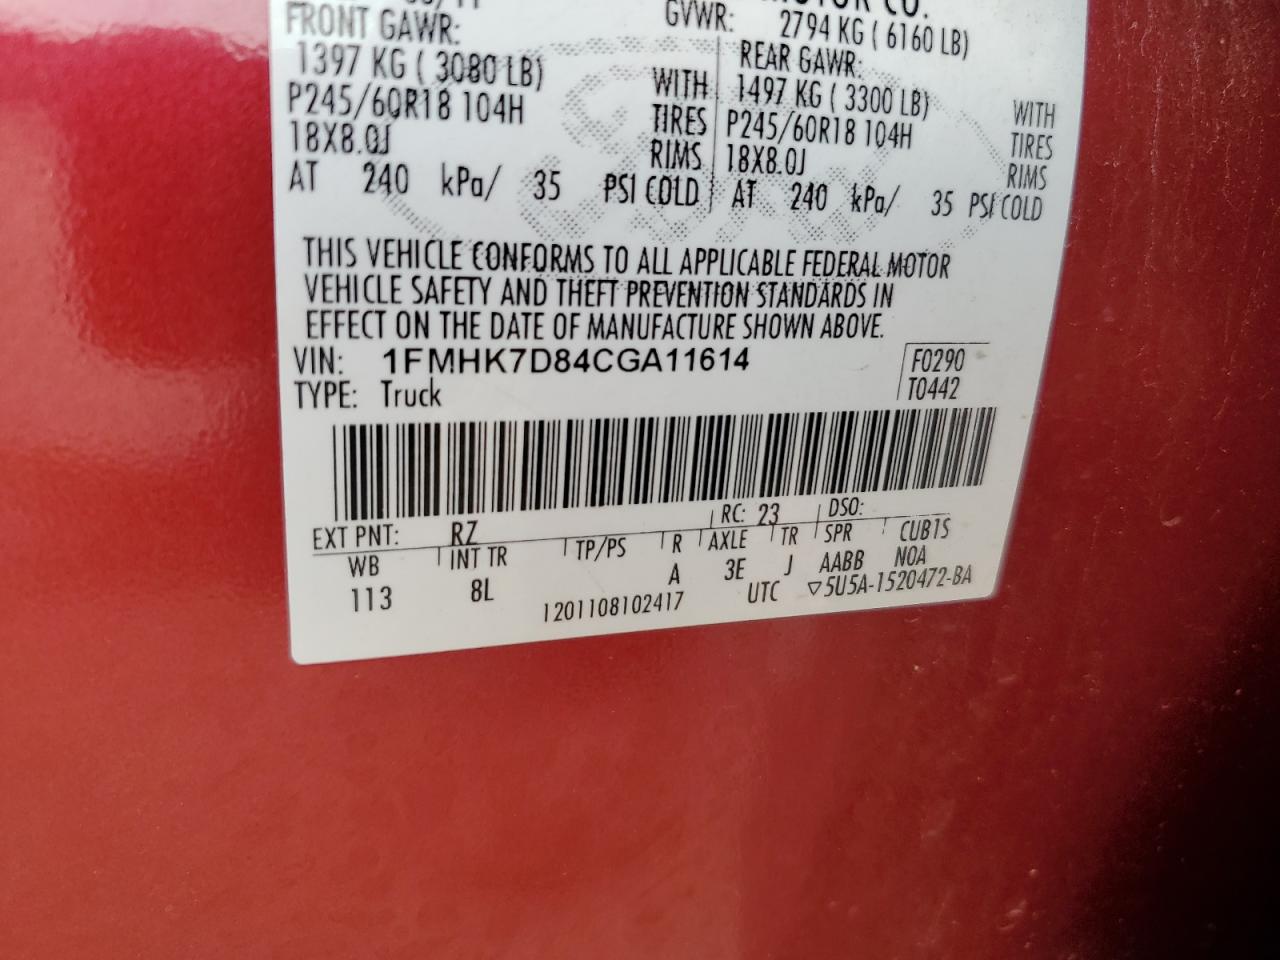 MOTOR CO.
FRONT GAWR: GVWR: 2794 KG ( 6160 LB)
1397 KG ( 3080 LB) WITH REAR GAWR: WITH
P245/60R18 104H TIRES 1497 KG ( 3300 LB) TIRES
18X8.0J RIMS P245/60R18 104H RIMS
18X8.0J
AT 240 kPa/ 35 PSI COLD AT 240 kPa/ 35 PSI COLD
THIS VEHICLE CONFORMS TO ALL APPLICABLE FEDERAL MOTOR
VEHICLE SAFETY AND THEFT PREVENTION STANDARDS IN
EFFECT ON THE DATE OF MANUFACTURE SHOWN ABOVE.
VIN: 1FMHK7D84CGA11614 F0290
TYPE: Truck T0442
EXT PNT: RZ RC: 23 DSO:
WB INT TR TP/PS R AXLE TR SPR CUB1S
113 8L A 3E J AABB N0A
1201108102417 UTC ▽5U5A-1520472-BA